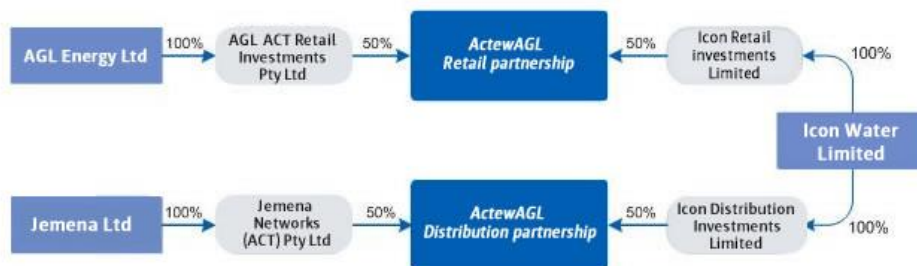 AGL Energy Ltd
100%
AGL ACT Retail
Investments
Pty Ltd
50%
ActewAGL
Retail partnership
50%
Icon Retail
investments
Limited
100%
Icon Water
Limited
Jemena Ltd
100%
Jemena
Networks
(ACT) Pty Ltd
50%
ActewAGL
Distribution partnership
50%
Icon Distribution
Investments
Limited
100%